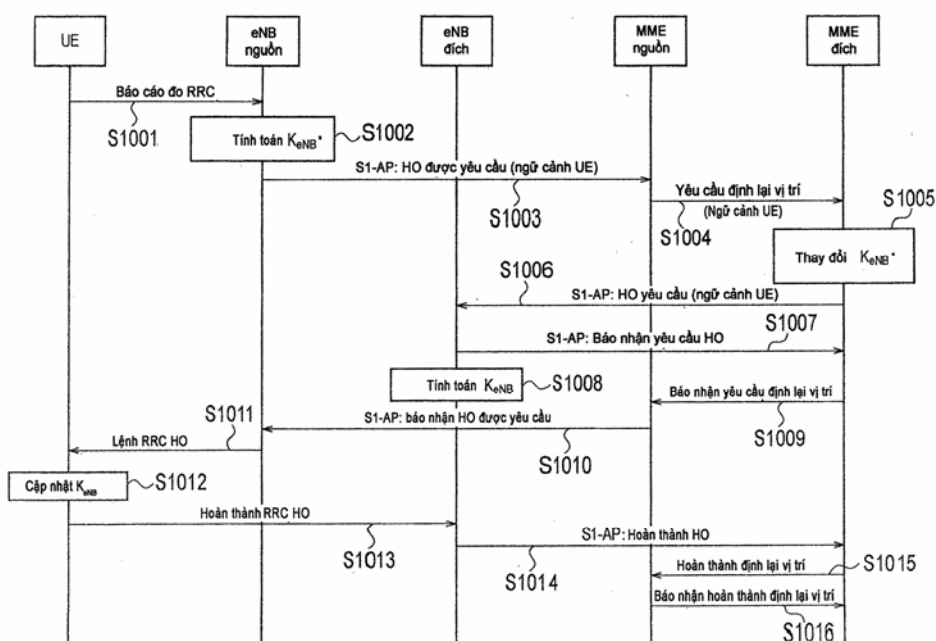 UE
eNB
nguồn
eNB
đích
MME
nguồn
MME
đích
Báo cáo đo RRC
S1001
Tính toán KeNB*
S1002
S1-AP: HO được yêu cầu (ngữ cảnh UE)
S1003
Yêu cầu định lại vị trí
(Ngữ cảnh UE)
S1004
S1005
Thay đổi KeNB*
S1006
S1-AP: HO yêu cầu (ngữ cảnh UE)
S1007
S1-AP: Báo nhận yêu cầu HO
Tính toán KeNB
S1008
Báo nhận yêu cầu định lại vị trí
S1009
S1011
S1-AP: báo nhận HO được yêu cầu
S1010
Lệnh RRC HO
Cập nhật KeNB
S1012
Hoàn thành RRC HO
S1013
S1-AP: Hoàn thành HO
S1014
Hoàn thành định lại vị trí
S1015
Báo nhận hoàn thành định lại vị trí
S1016